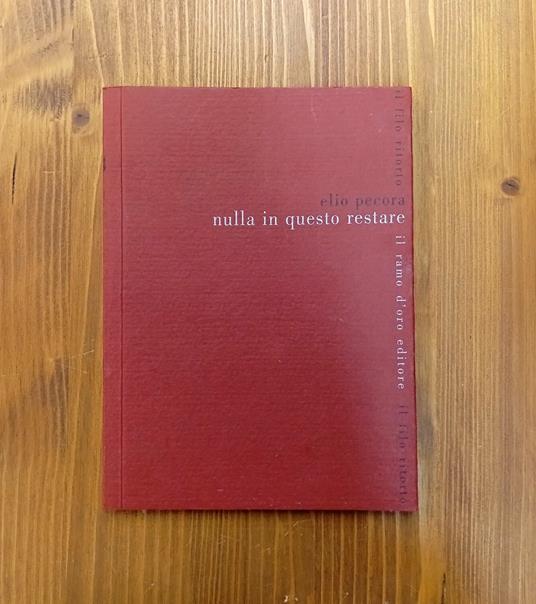 elio pecora
nulla in questo restare
il filo ritorto
il ramo d'oro editore
il filo ritorto